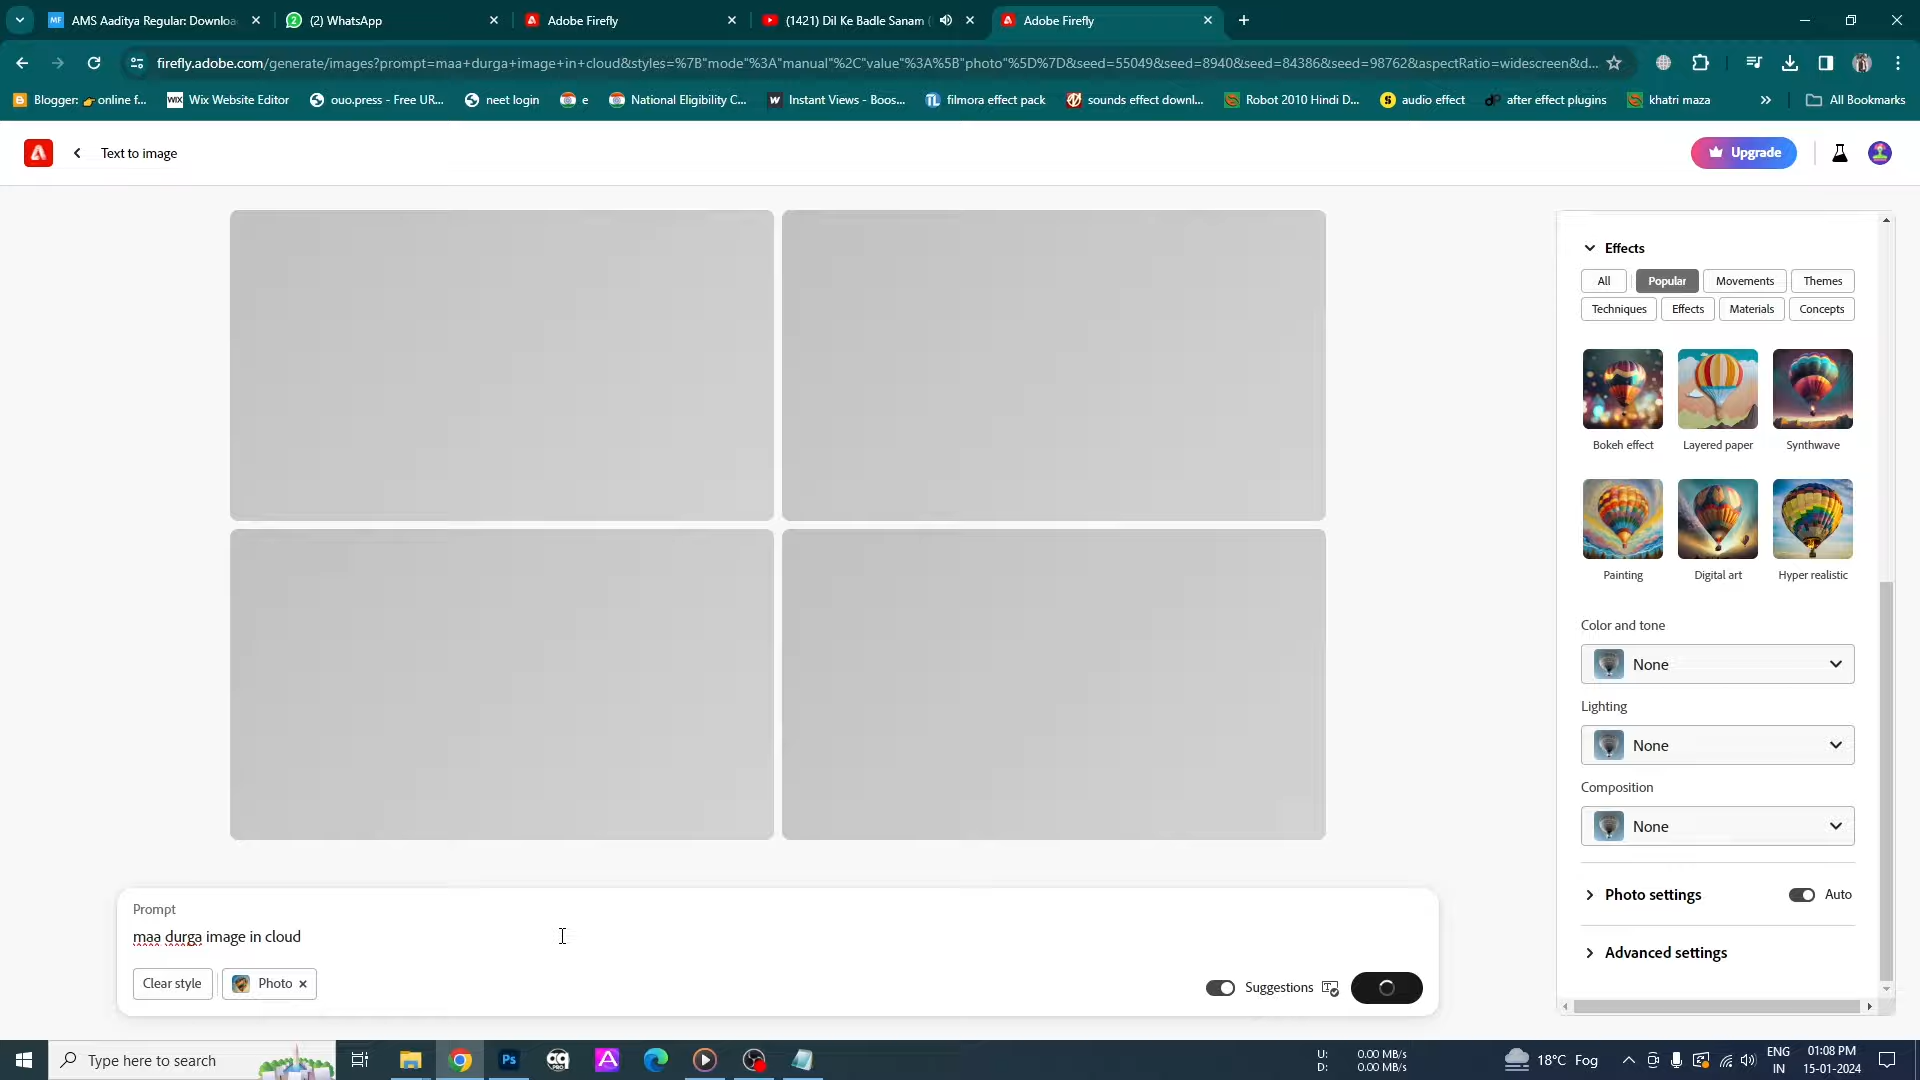 AMS Aaditya Regular: Downloa
(2) WhatsApp
Adobe Firefly
(1421) Dil Ke Badle Sanam (
Adobe Firefly
firefly.adobe.com/generate/images?prompt=maa+durga+image+in+cloud&styles=%7B"mode"%3A"manual"%2C"value"%3A%5B"photo"%5D%7D&seed=55049&seed=8940&seed=84386&seed=98762&aspectRatio=widescreen&d...
Blogger: 👉online f...
WIX Wix Website Editor
ouo.press - Free UR...
neet login
e
National Eligibility C...
W Instant Views - Boos...
filmora effect pack
sounds effect downl...
Robot 2010 Hindi D...
audio effect
after effect plugins
khatri maza
»
All Bookmarks
Text to image
Upgrade
Effects
All Popular Movements Themes
Techniques Effects Materials Concepts
Bokeh effect Layered paper Synthwave
Painting Digital art Hyper realistic
Color and tone
None
Lighting
None
Composition
None
Photo settings Auto
Advanced settings
Prompt
maa durga image in cloud
Clear style Photo ×
Suggestions
Type here to search
Ps
U: 0.00 MB/s
D: 0.00 MB/s
18°C Fog
ENG
IN
01:08 PM
15-01-2024